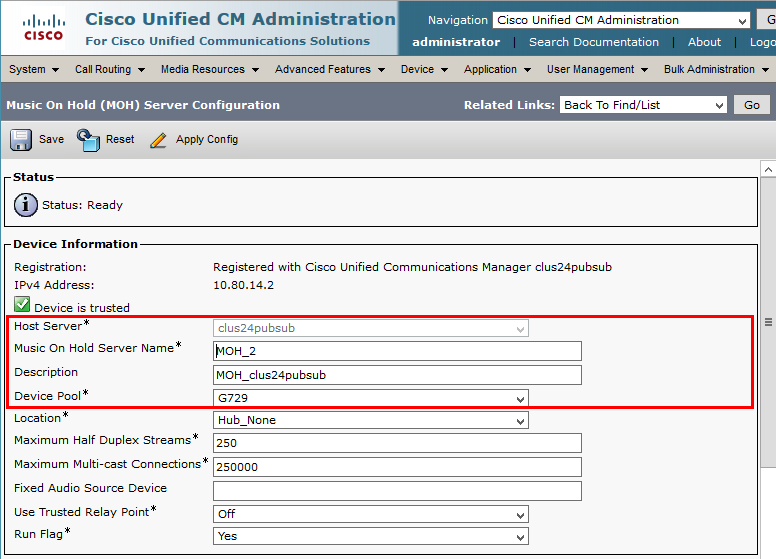 Cisco Unified CM Administration
Navigation Cisco Unified CM Administration G
CISCO For Cisco Unified Communications Solutions
administrator | Search Documentation | About | Logo
System Call Routing Media Resources Advanced Features Device Application User Management Bulk Administration
Music On Hold (MOH) Server Configuration Related Links: Back To Find/List Go
Save Reset Apply Config
Status
i Status: Ready
Device Information
Registration: Registered with Cisco Unified Communications Manager clus24pubsub
IPv4 Address: 10.80.14.2
Device is trusted
Host Server* clus24pubsub
Music On Hold Server Name* MOH_2
Description MOH_clus24pubsub
Device Pool* G729
Location* Hub_None
Maximum Half Duplex Streams* 250
Maximum Multi-cast Connections* 250000
Fixed Audio Source Device
Use Trusted Relay Point* Off
Run Flag* Yes